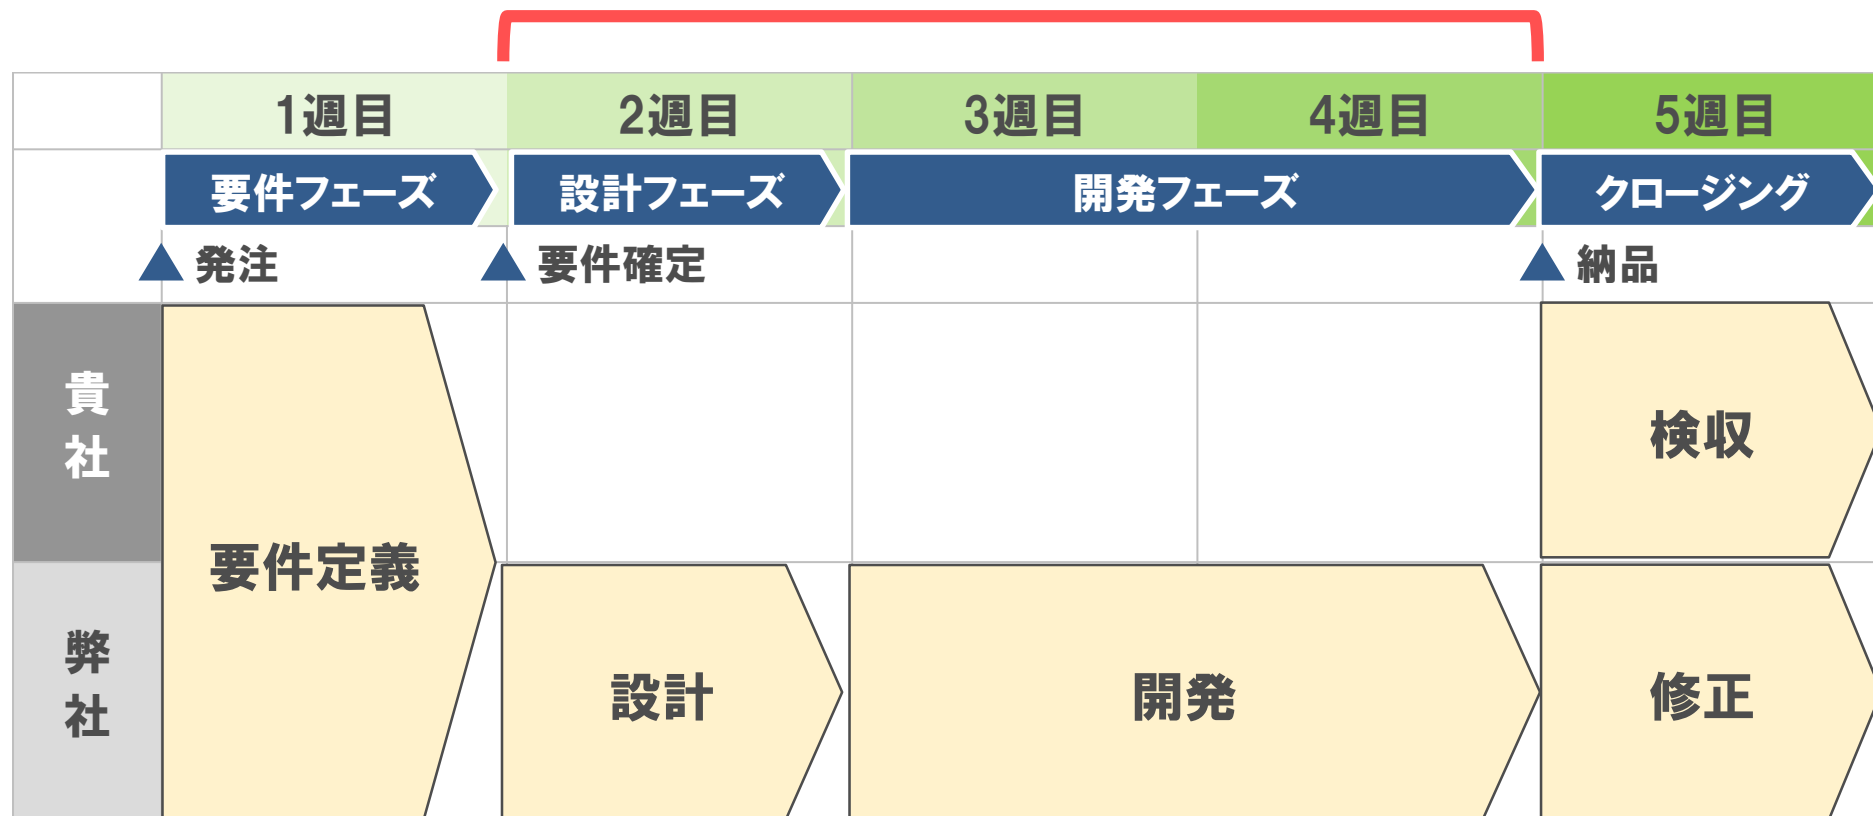 1週目 2週目 3週目 4週目 5週目
要件フェーズ 設計フェーズ 開発フェーズ クロージング
発注 要件確定 納品
貴社
検収
要件定義
弊社
設計 開発 修正